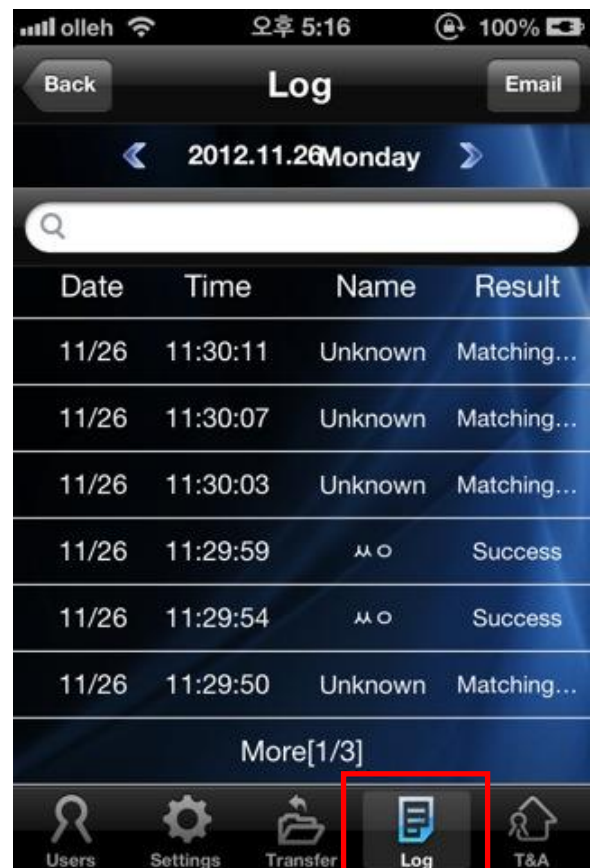 olleh 오후 5:16 100%
Back Log Email
2012.11.26Monday
Date Time Name Result
11/26 11:30:11 Unknown Matching...
11/26 11:30:07 Unknown Matching...
11/26 11:30:03 Unknown Matching...
11/26 11:29:59 ㅆㅇ Success
11/26 11:29:54 ㅆㅇ Success
11/26 11:29:50 Unknown Matching...
More[1/3]
Users Settings Transfer Log T&A